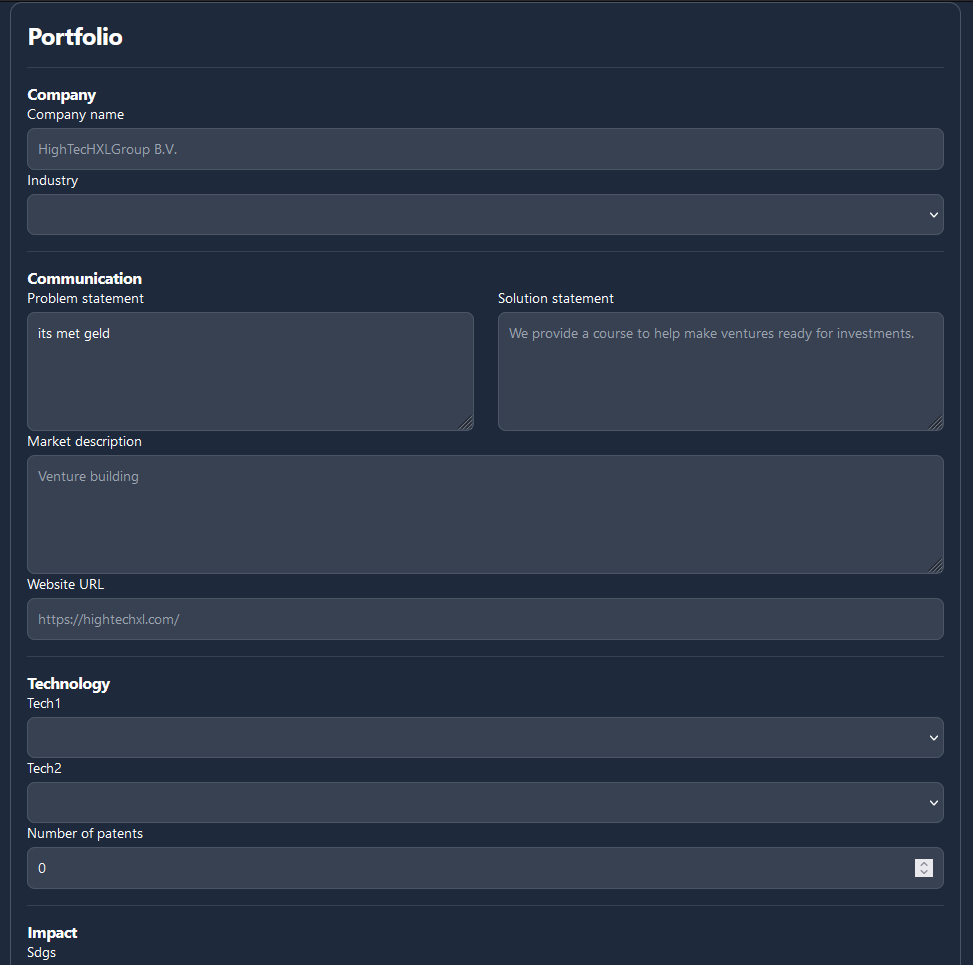 Portfolio
Company
Company name
HighTecHXLGroup B.V.
Industry
Communication
Problem statement
its met geld
Solution statement
We provide a course to help make ventures ready for investments.
Market description
Venture building
Website URL
https://hightechxl.com/
Technology
Tech1
Tech2
Number of patents
0
Impact
Sdgs